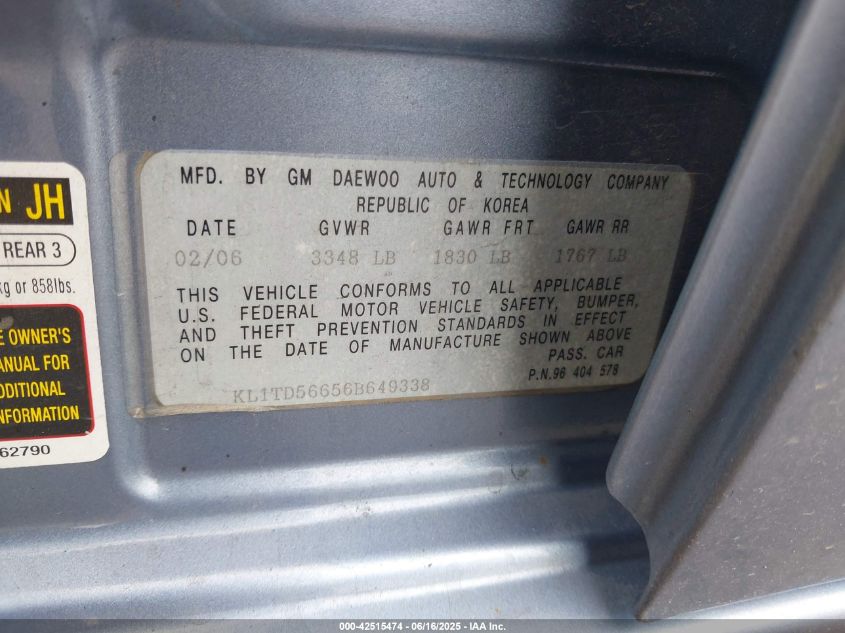 N JH
REAR 3
kg or 858lbs.
E OWNER'S
ANUAL FOR
DDITIONAL
INFORMATION
62790
MFD. BY GM DAEWOO AUTO & TECHNOLOGY COMPANY
REPUBLIC OF KOREA
DATE GVWR GAWR FRT GAWR RR
02/06 3348 LB 1830 LB 1767 LB
THIS VEHICLE CONFORMS TO ALL APPLICABLE
U.S. FEDERAL MOTOR VEHICLE SAFETY, BUMPER,
AND THEFT PREVENTION STANDARDS IN EFFECT
ON THE DATE OF MANUFACTURE SHOWN ABOVE
PASS. CAR
KL1TD56656B649338 P.N.96 404 578
000-42515474 - 06/16/2025 - IAA Inc.